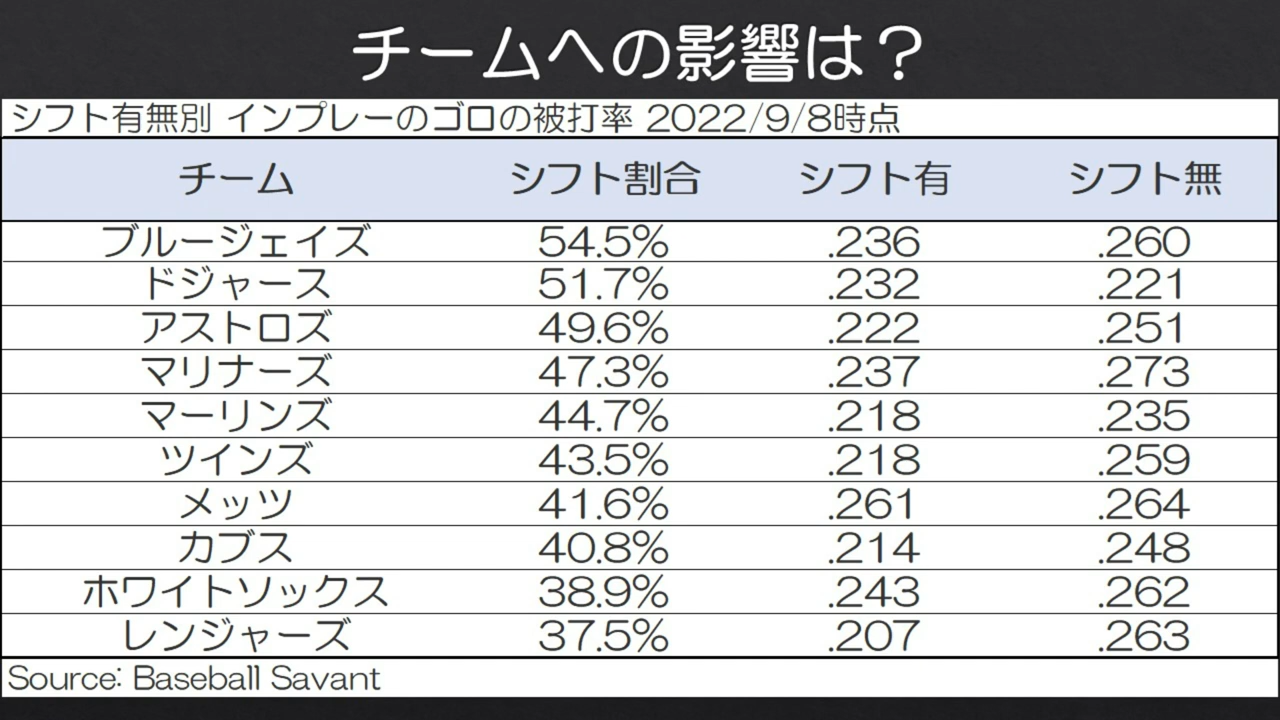 チームへの影響は？
シフト有無別 インプレーのゴロの被打率 2022/9/8時点
チーム シフト割合 シフト有 シフト無
ブルージェイズ 54.5% .236 .260
ドジャース 51.7% .232 .221
アストロズ 49.6% .222 .251
マリナーズ 47.3% .237 .273
マーリンズ 44.7% .218 .235
ツインズ 43.5% .218 .259
メッツ 41.6% .261 .264
カブス 40.8% .214 .248
ホワイトソックス 38.9% .243 .262
レンジャーズ 37.5% .207 .263
Source: Baseball Savant